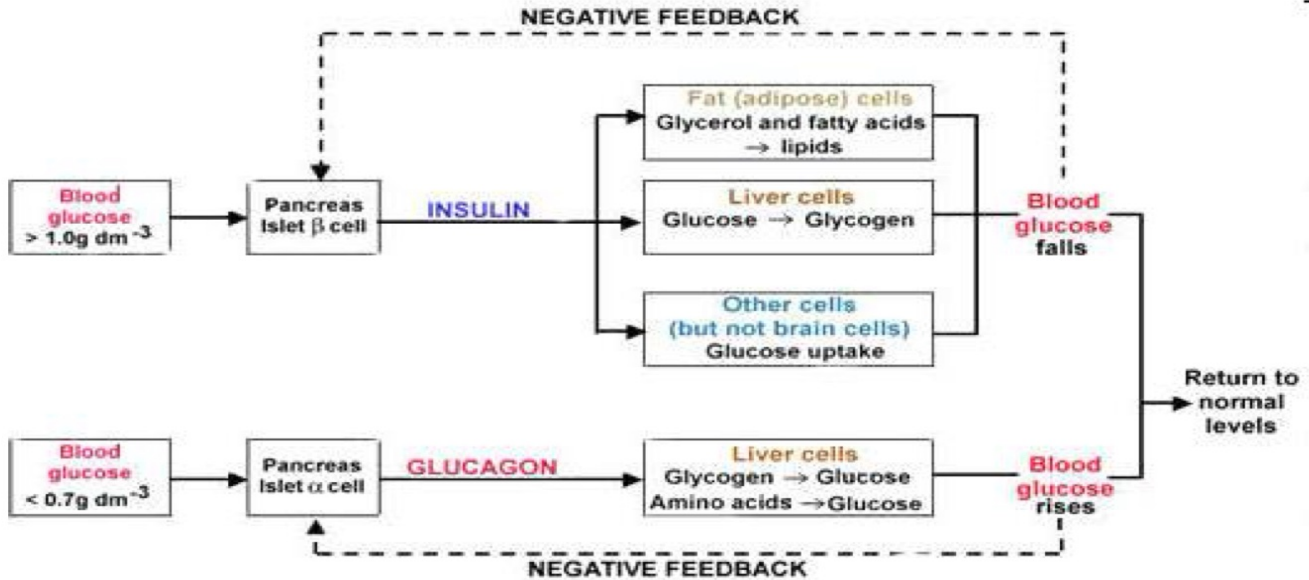 NEGATIVE FEEDBACK
Fat (adipose) cells
Glycerol and fatty acids
→ lipids
Blood
glucose
> 1.0g dm⁻³
Pancreas
Islet β cell
INSULIN
Liver cells
Glucose → Glycogen
Blood
glucose
falls
Other cells
(but not brain cells)
Glucose uptake
Return to
normal
levels
Blood
glucose
< 0.7g dm⁻³
Pancreas
Islet α cell
GLUCAGON
Liver cells
Glycogen → Glucose
Amino acids → Glucose
Blood
glucose
rises
NEGATIVE FEEDBACK